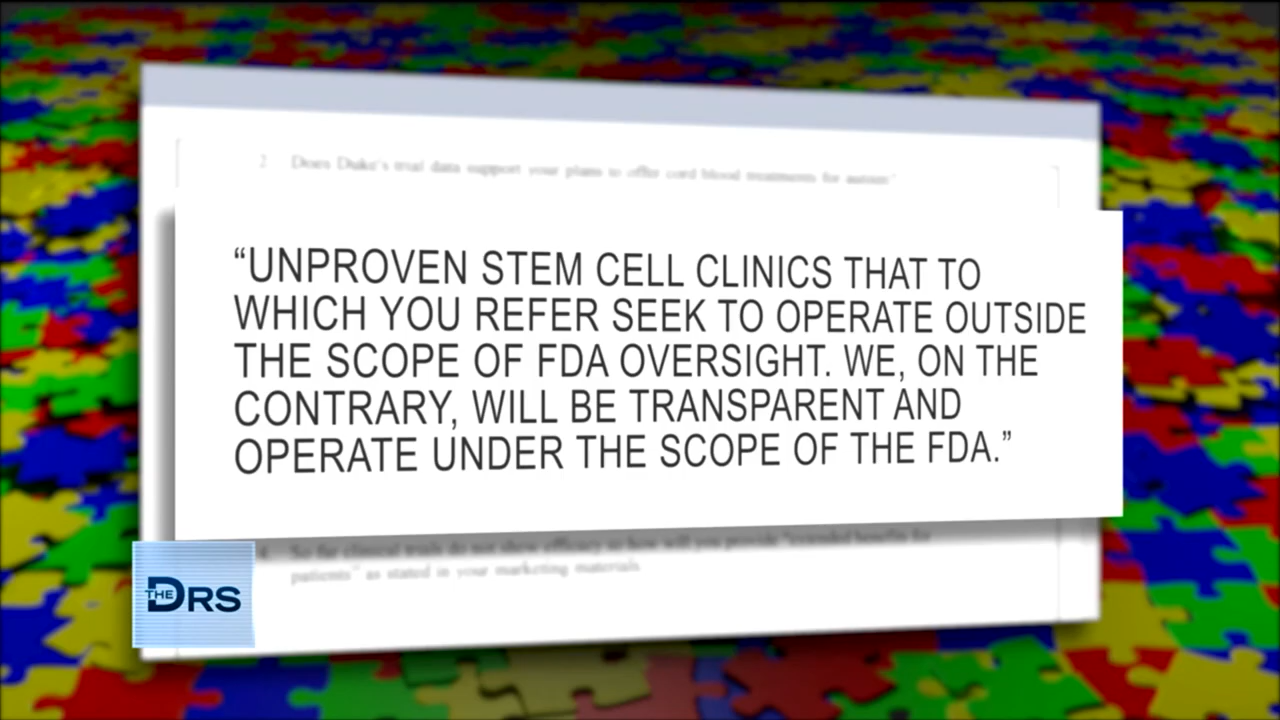 2. Does Duke's trial data support your plans to offer cord blood treatments for autism?
“UNPROVEN STEM CELL CLINICS THAT TO
WHICH YOU REFER SEEK TO OPERATE OUTSIDE
THE SCOPE OF FDA OVERSIGHT. WE, ON THE
CONTRARY, WILL BE TRANSPARENT AND
OPERATE UNDER THE SCOPE OF THE FDA.”
4. So far clinical trials do not show efficacy so how will you provide "extended benefits for
patients" as stated in your marketing materials
THE DRS